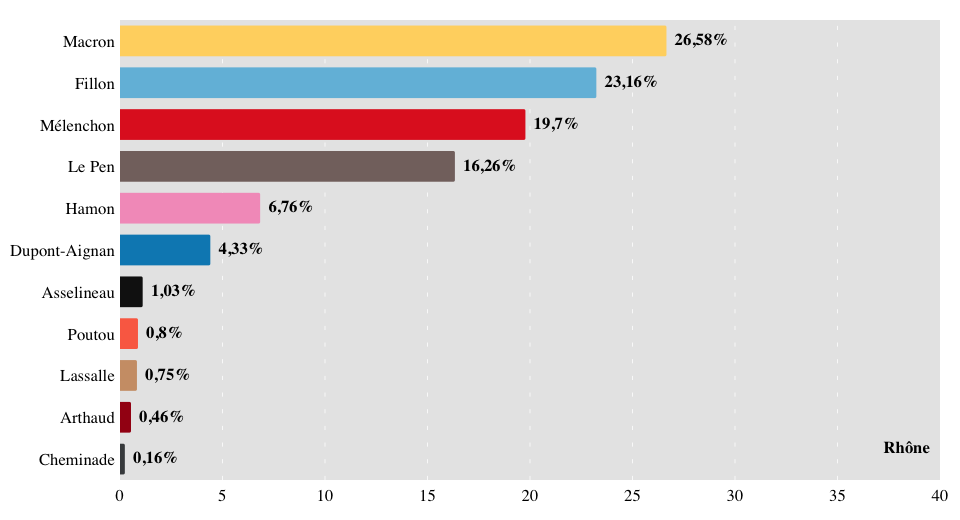 Macron 26,58%
Fillon 23,16%
Mélenchon 19,7%
Le Pen 16,26%
Hamon 6,76%
Dupont-Aignan 4,33%
Asselineau 1,03%
Poutou 0,8%
Lassalle 0,75%
Arthaud 0,46%
Rhône
Cheminade 0,16%
0 5 10 15 20 25 30 35 40